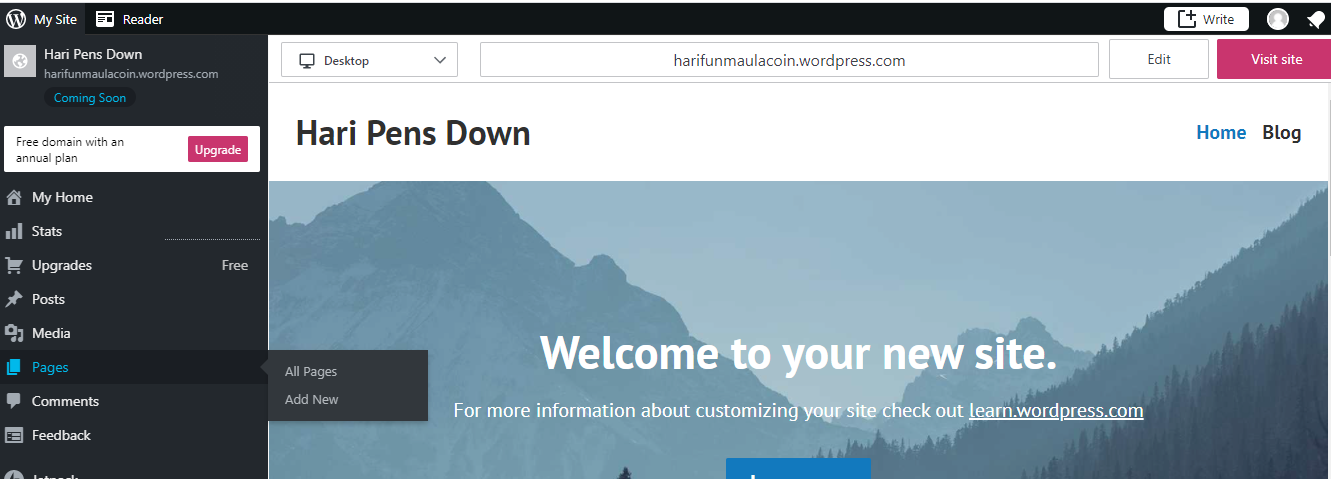 My Site
Reader
Write
Hari Pens Down
harifunmaulacoin.wordpress.com
Coming Soon
Free domain with an
annual plan
Upgrade
My Home
Stats
Upgrades Free
Posts
Media
Pages
Comments
Feedback
All Pages
Add New
Desktop
harifunmaulacoin.wordpress.com
Edit
Visit site
Hari Pens Down
Home Blog
Welcome to your new site.
For more information about customizing your site check out learn.wordpress.com